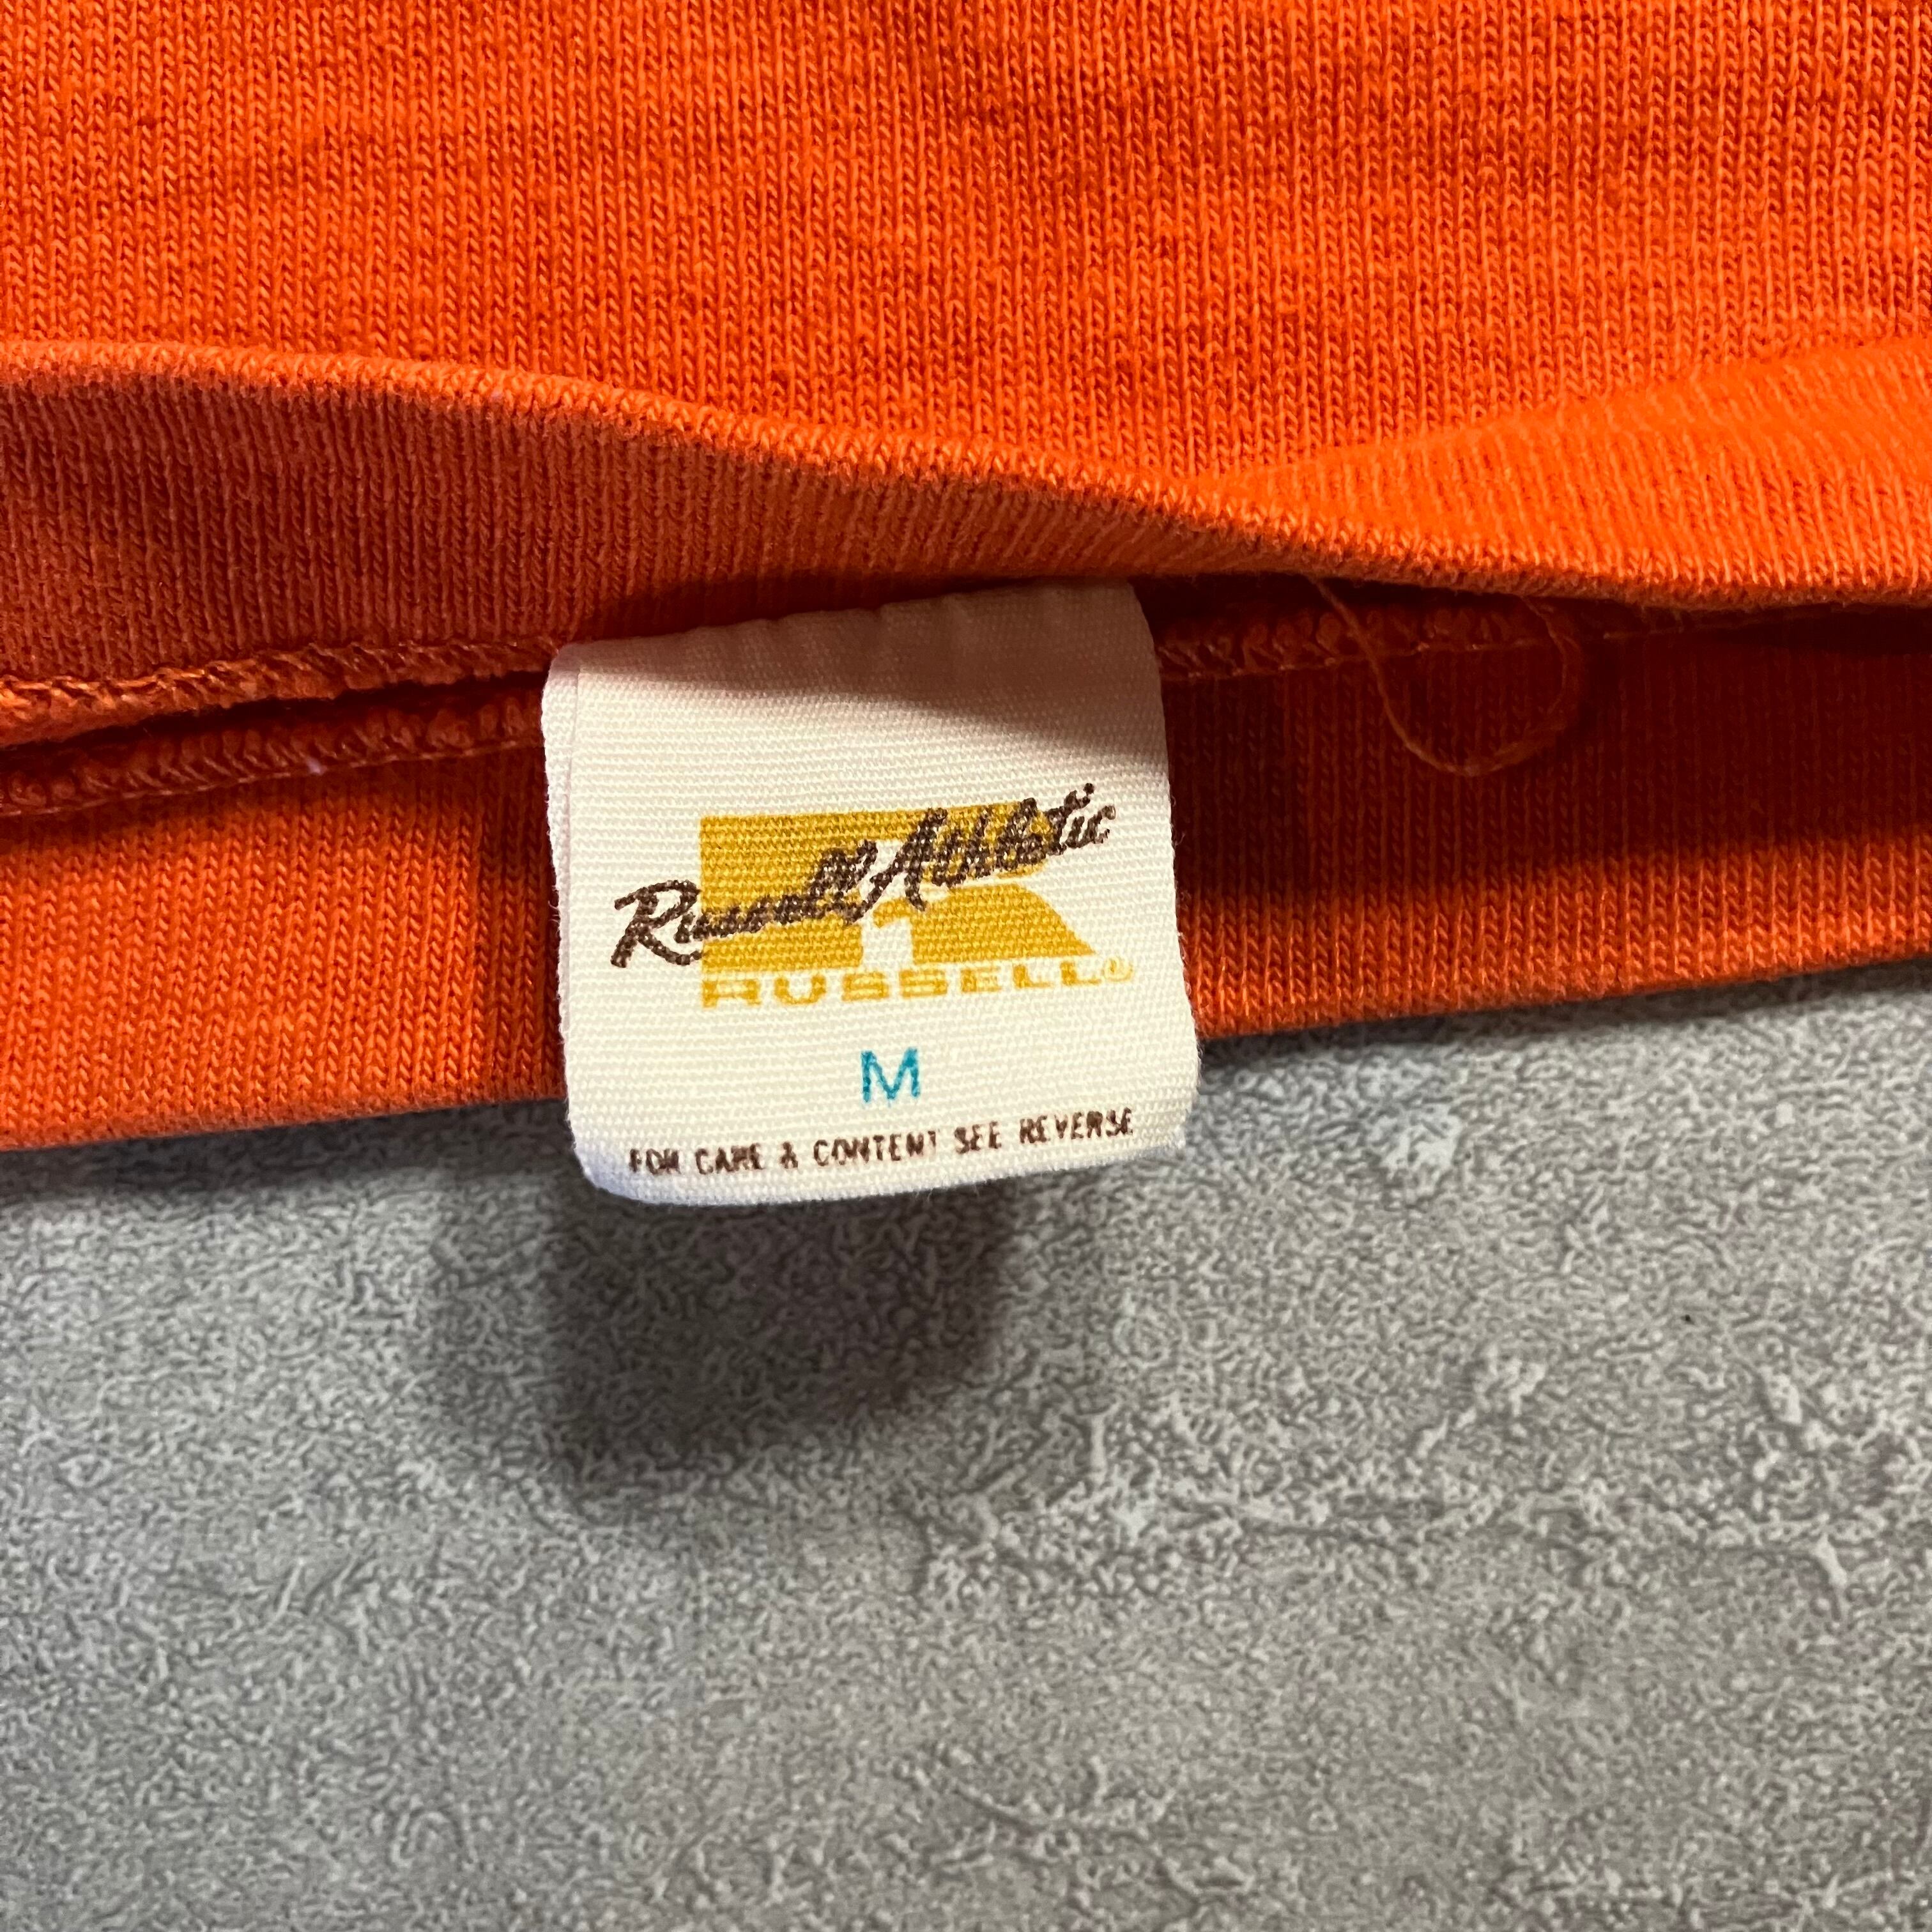 Russell Athletic
RUSSELL®
M
FOR CARE & CONTENT SEE REVERSE